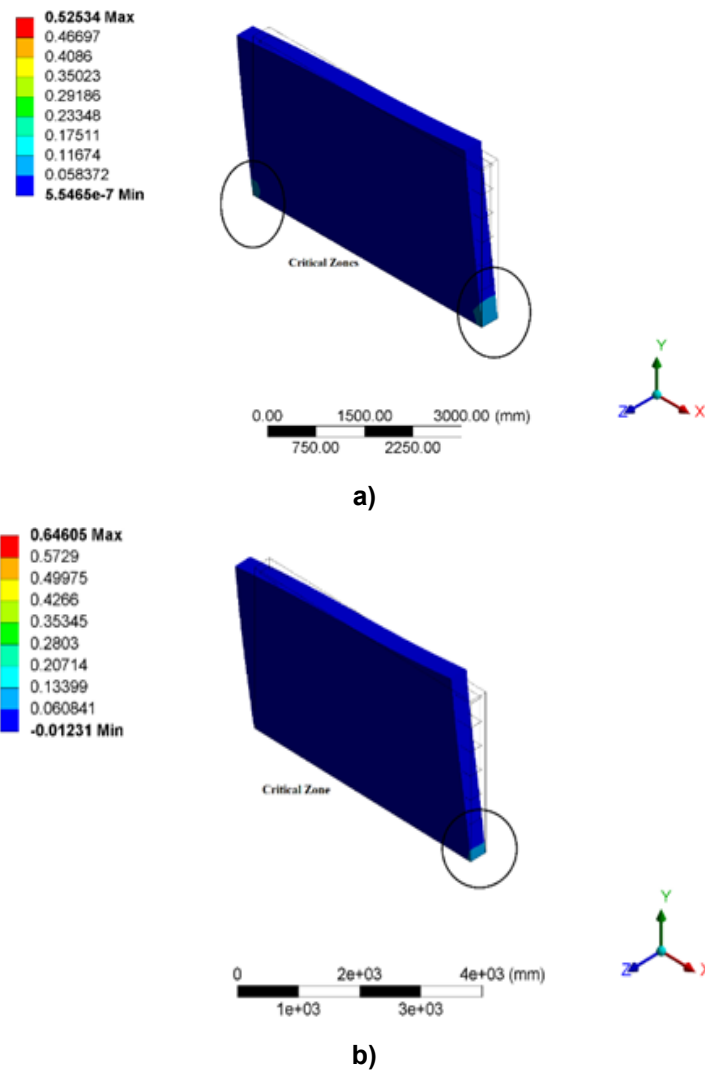 0.52534 Max
0.46697
0.4086
0.35023
0.29186
0.23348
0.17511
0.11674
0.058372
5.5465e-7 Min
Critical Zones
Y
Z
X
0.00 1500.00 3000.00 (mm)
750.00 2250.00
a)
0.64605 Max
0.5729
0.49975
0.4266
0.35345
0.2803
0.20714
0.13399
0.060841
-0.01231 Min
Critical Zone
Y
Z
X
0 2e+03 4e+03 (mm)
1e+03 3e+03
b)